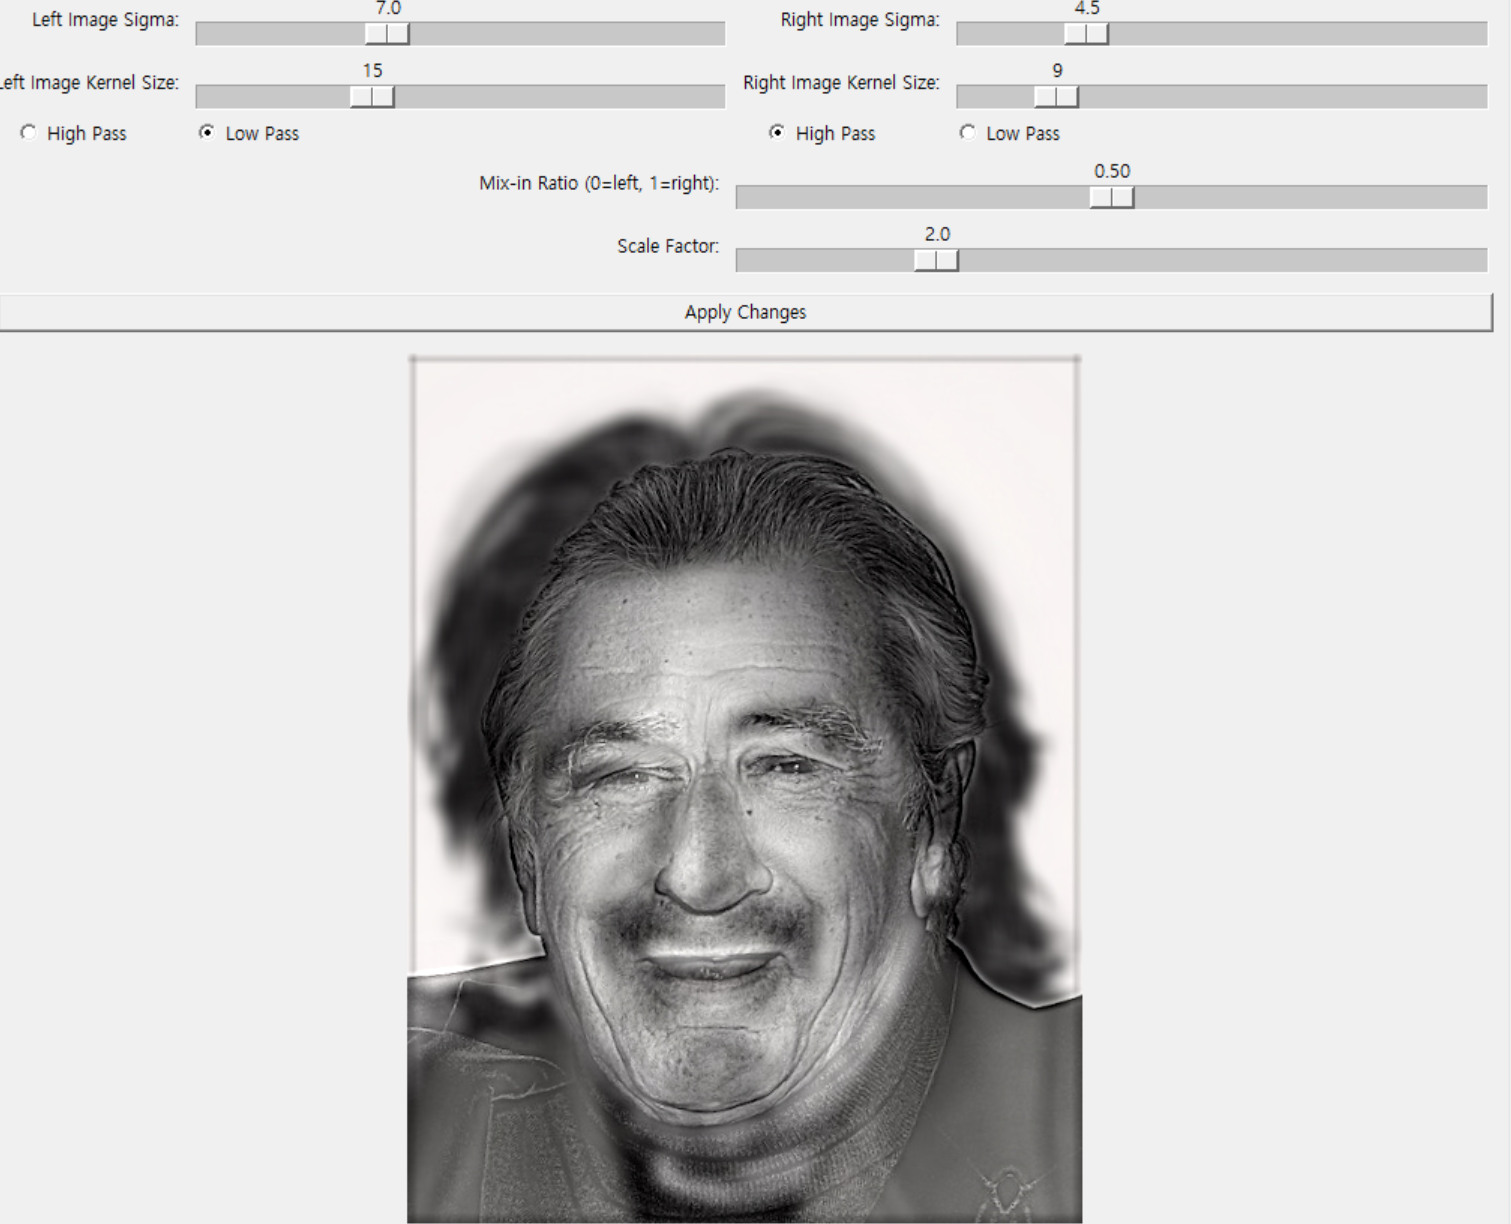 7.0
Left Image Sigma:
4.5
Right Image Sigma:
15
Left Image Kernel Size:
9
Right Image Kernel Size:
High Pass
Low Pass
High Pass
Low Pass
0.50
Mix-in Ratio (0=left, 1=right):
2.0
Scale Factor:
Apply Changes